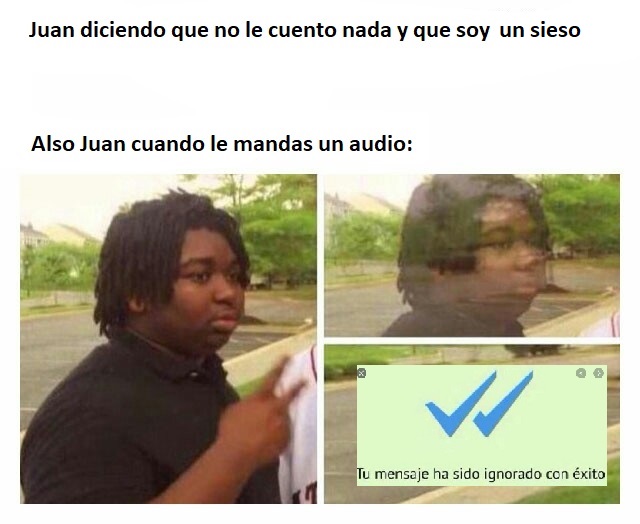 Juan diciendo que no le cuento nada y que soy un sieso
Also Juan cuando le mandas un audio:
Tu mensaje ha sido ignorado con éxito